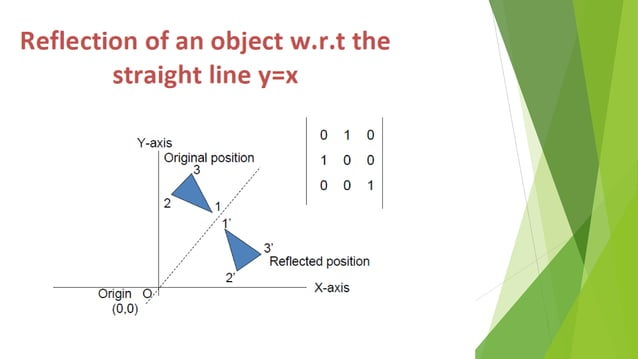 Reflection of an object w.r.t the
straight line y=x
0 1 0
1 0 0
0 0 1
Y-axis
Original position
3
2
1
1'
3'
Reflected position
2'
X-axis
Origin O
(0,0)